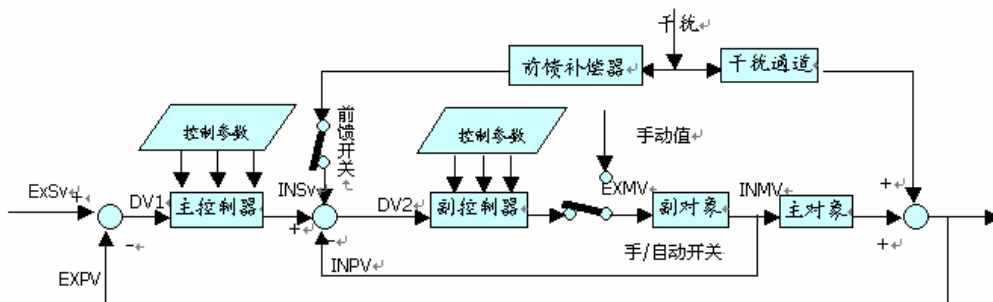 干扰
前馈补偿器
干扰通道
前馈开关
控制参数
控制参数
手动值
ExSv
+
DV1
主控制器
INSv
DV2
副控制器
EXMV
副对象
INMV
主对象
+
-
+
-
+
手/自动开关
INPV
EXPV